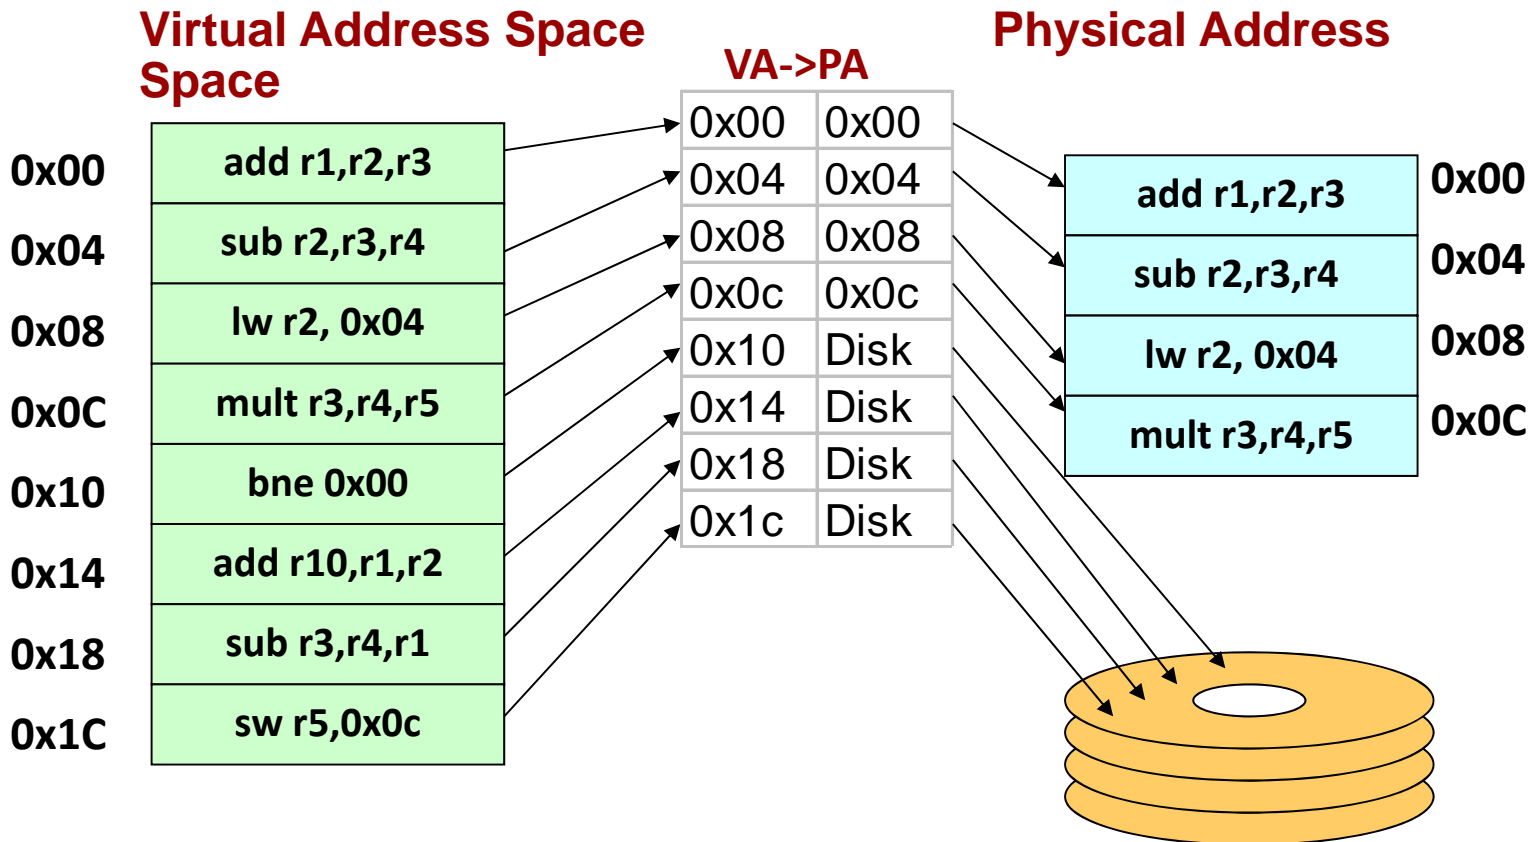 Virtual Address Space
Space
VA->PA
Physical Address
0x00 add r1,r2,r3
0x04 sub r2,r3,r4
0x08 lw r2, 0x04
0x0C mult r3,r4,r5
0x10 bne 0x00
0x14 add r10,r1,r2
0x18 sub r3,r4,r1
0x1C sw r5,0x0c
0x00 0x00
0x04 0x04
0x08 0x08
0x0c 0x0c
0x10 Disk
0x14 Disk
0x18 Disk
0x1c Disk
add r1,r2,r3 0x00
sub r2,r3,r4 0x04
lw r2, 0x04 0x08
mult r3,r4,r5 0x0C